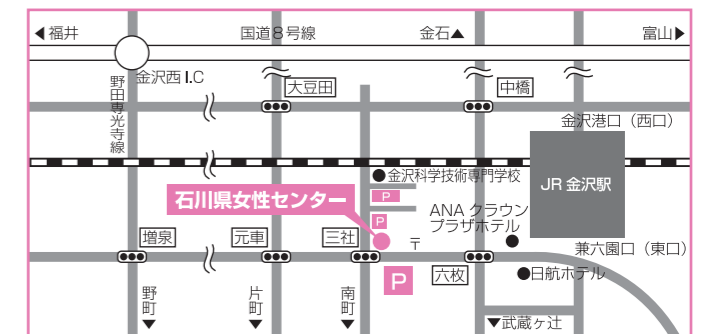 ◀福井
国道8号線
金石▲
富山▶
金沢西I.C
野田専光寺線
大豆田
中橋
金沢港口（西口）
金沢科学技術専門学校
JR金沢駅
P
石川県女性センター
P
ANAクラウン
プラザホテル
〒
増泉
元車
三社
兼六園口（東口）
P
六枚
日航ホテル
野町▼
片町▼
南町▼
▼武蔵ヶ辻